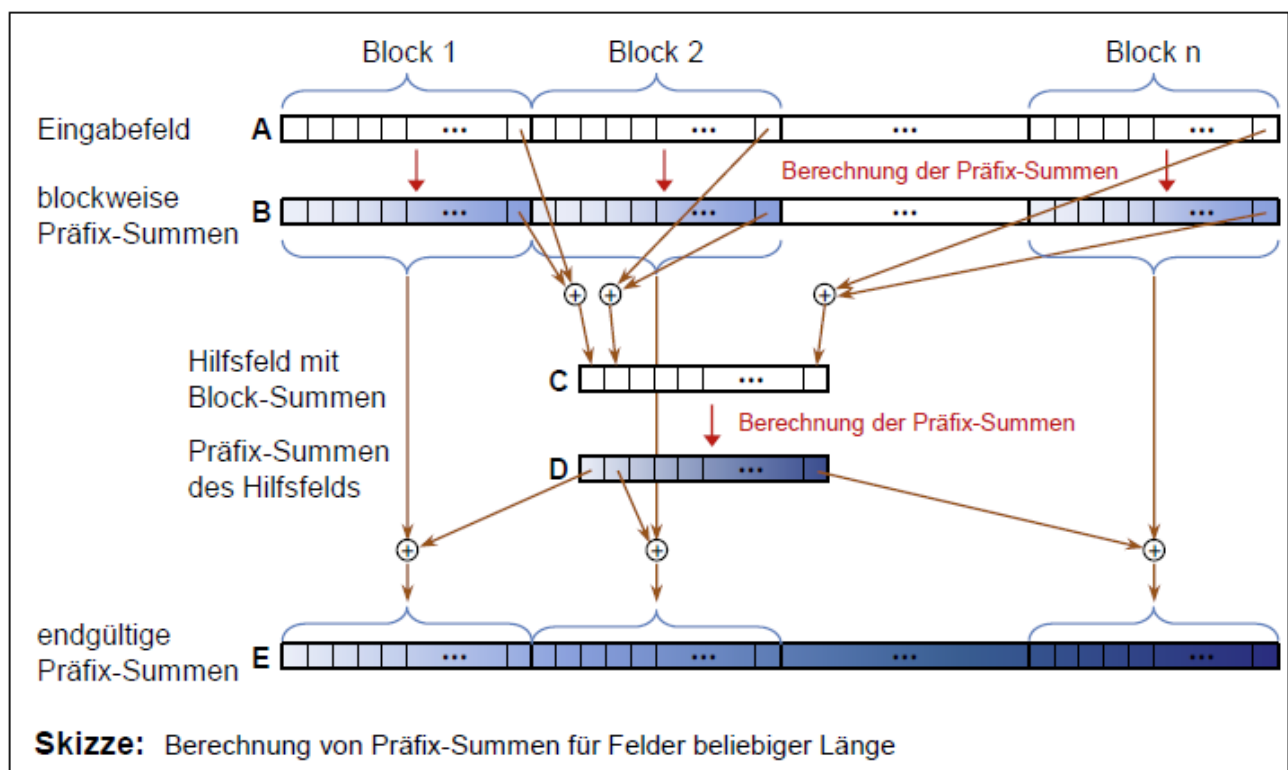 Block 1 Block 2 Block n
Eingabefeld A ... ... ... ...
Berechnung der Präfix-Summen
blockweise
Präfix-Summen B ... ... ... ...
+ + +
Hilfsfeld mit
Block-Summen C ...
Berechnung der Präfix-Summen
Präfix-Summen
des Hilfsfelds D ...
+ + +
endgültige
Präfix-Summen E ... ... ... ...
Skizze: Berechnung von Präfix-Summen für Felder beliebiger Länge